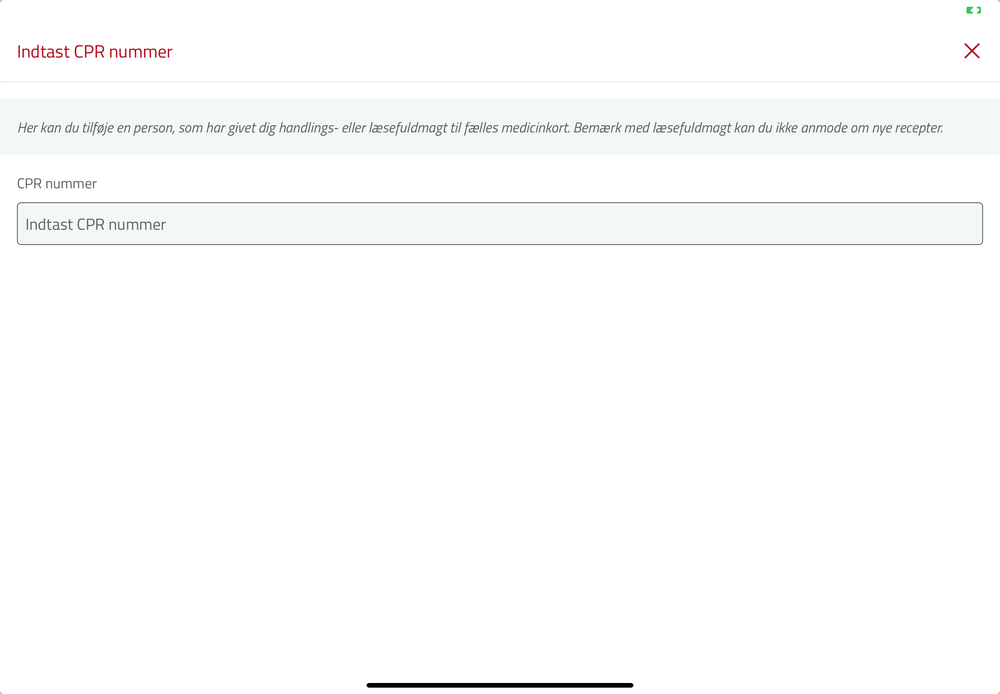 Indtast CPR nummer
Her kan du tilføje en person, som har givet dig handlings- eller læsefuldmagt til fælles medicinkort. Bemærk med læsefuldmagt kan du ikke anmode om nye recepter.
CPR nummer
Indtast CPR nummer